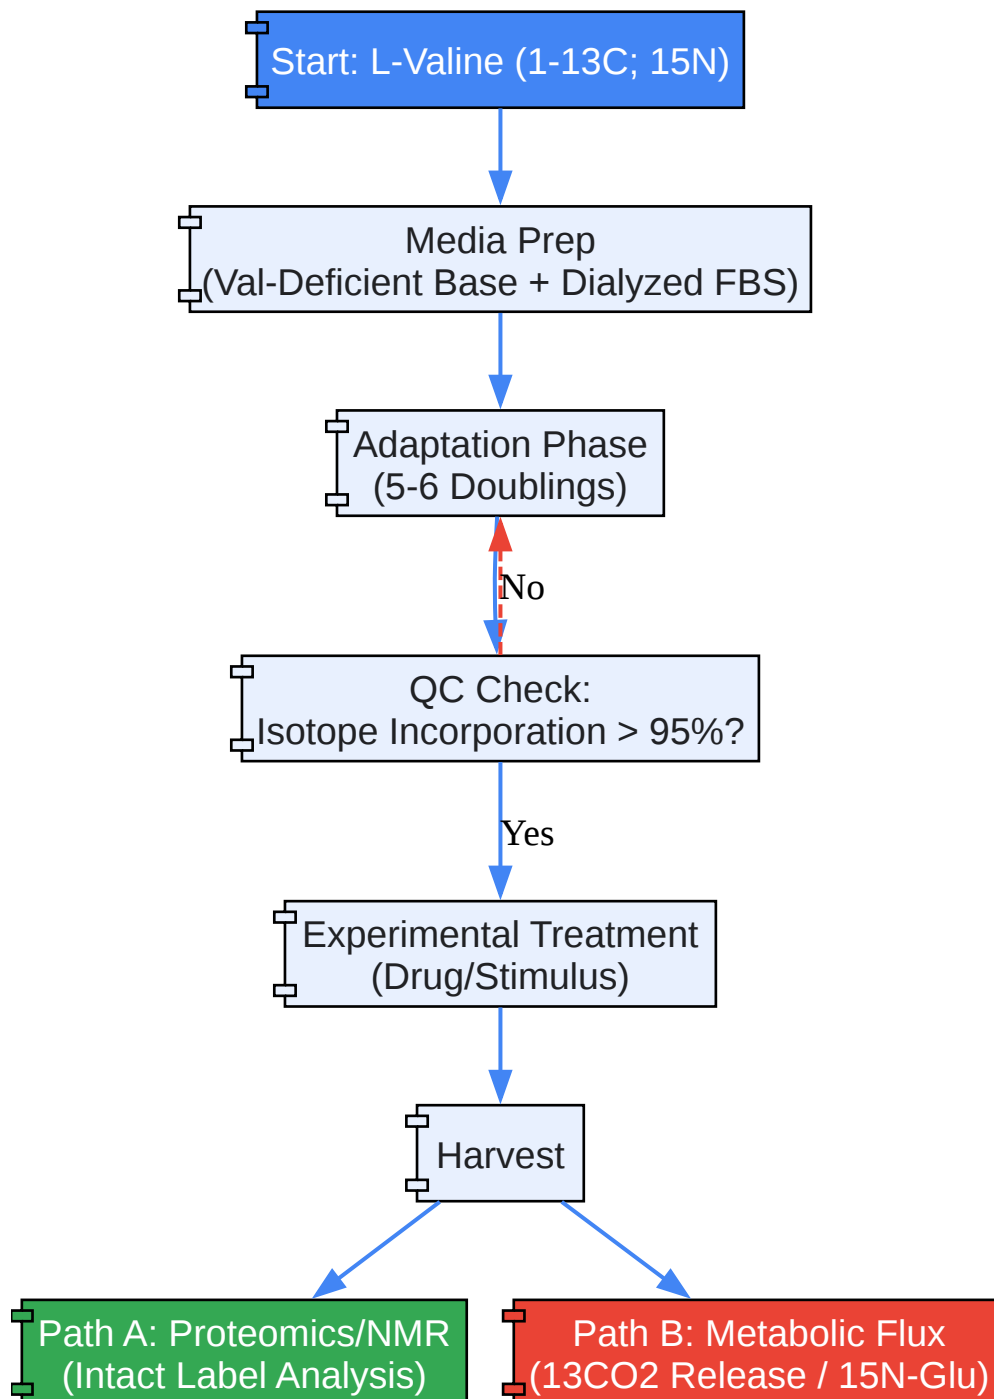 Start: L-Valine (1-13C; 15N)
Media Prep
(Val-Deficient Base + Dialyzed FBS)
Adaptation Phase
(5-6 Doublings)
No
QC Check:
Isotope Incorporation > 95%?
Yes
Experimental Treatment
(Drug/Stimulus)
Harvest
Path A: Proteomics/NMR
(Intact Label Analysis)
Path B: Metabolic Flux
(13CO2 Release / 15N-Glu)